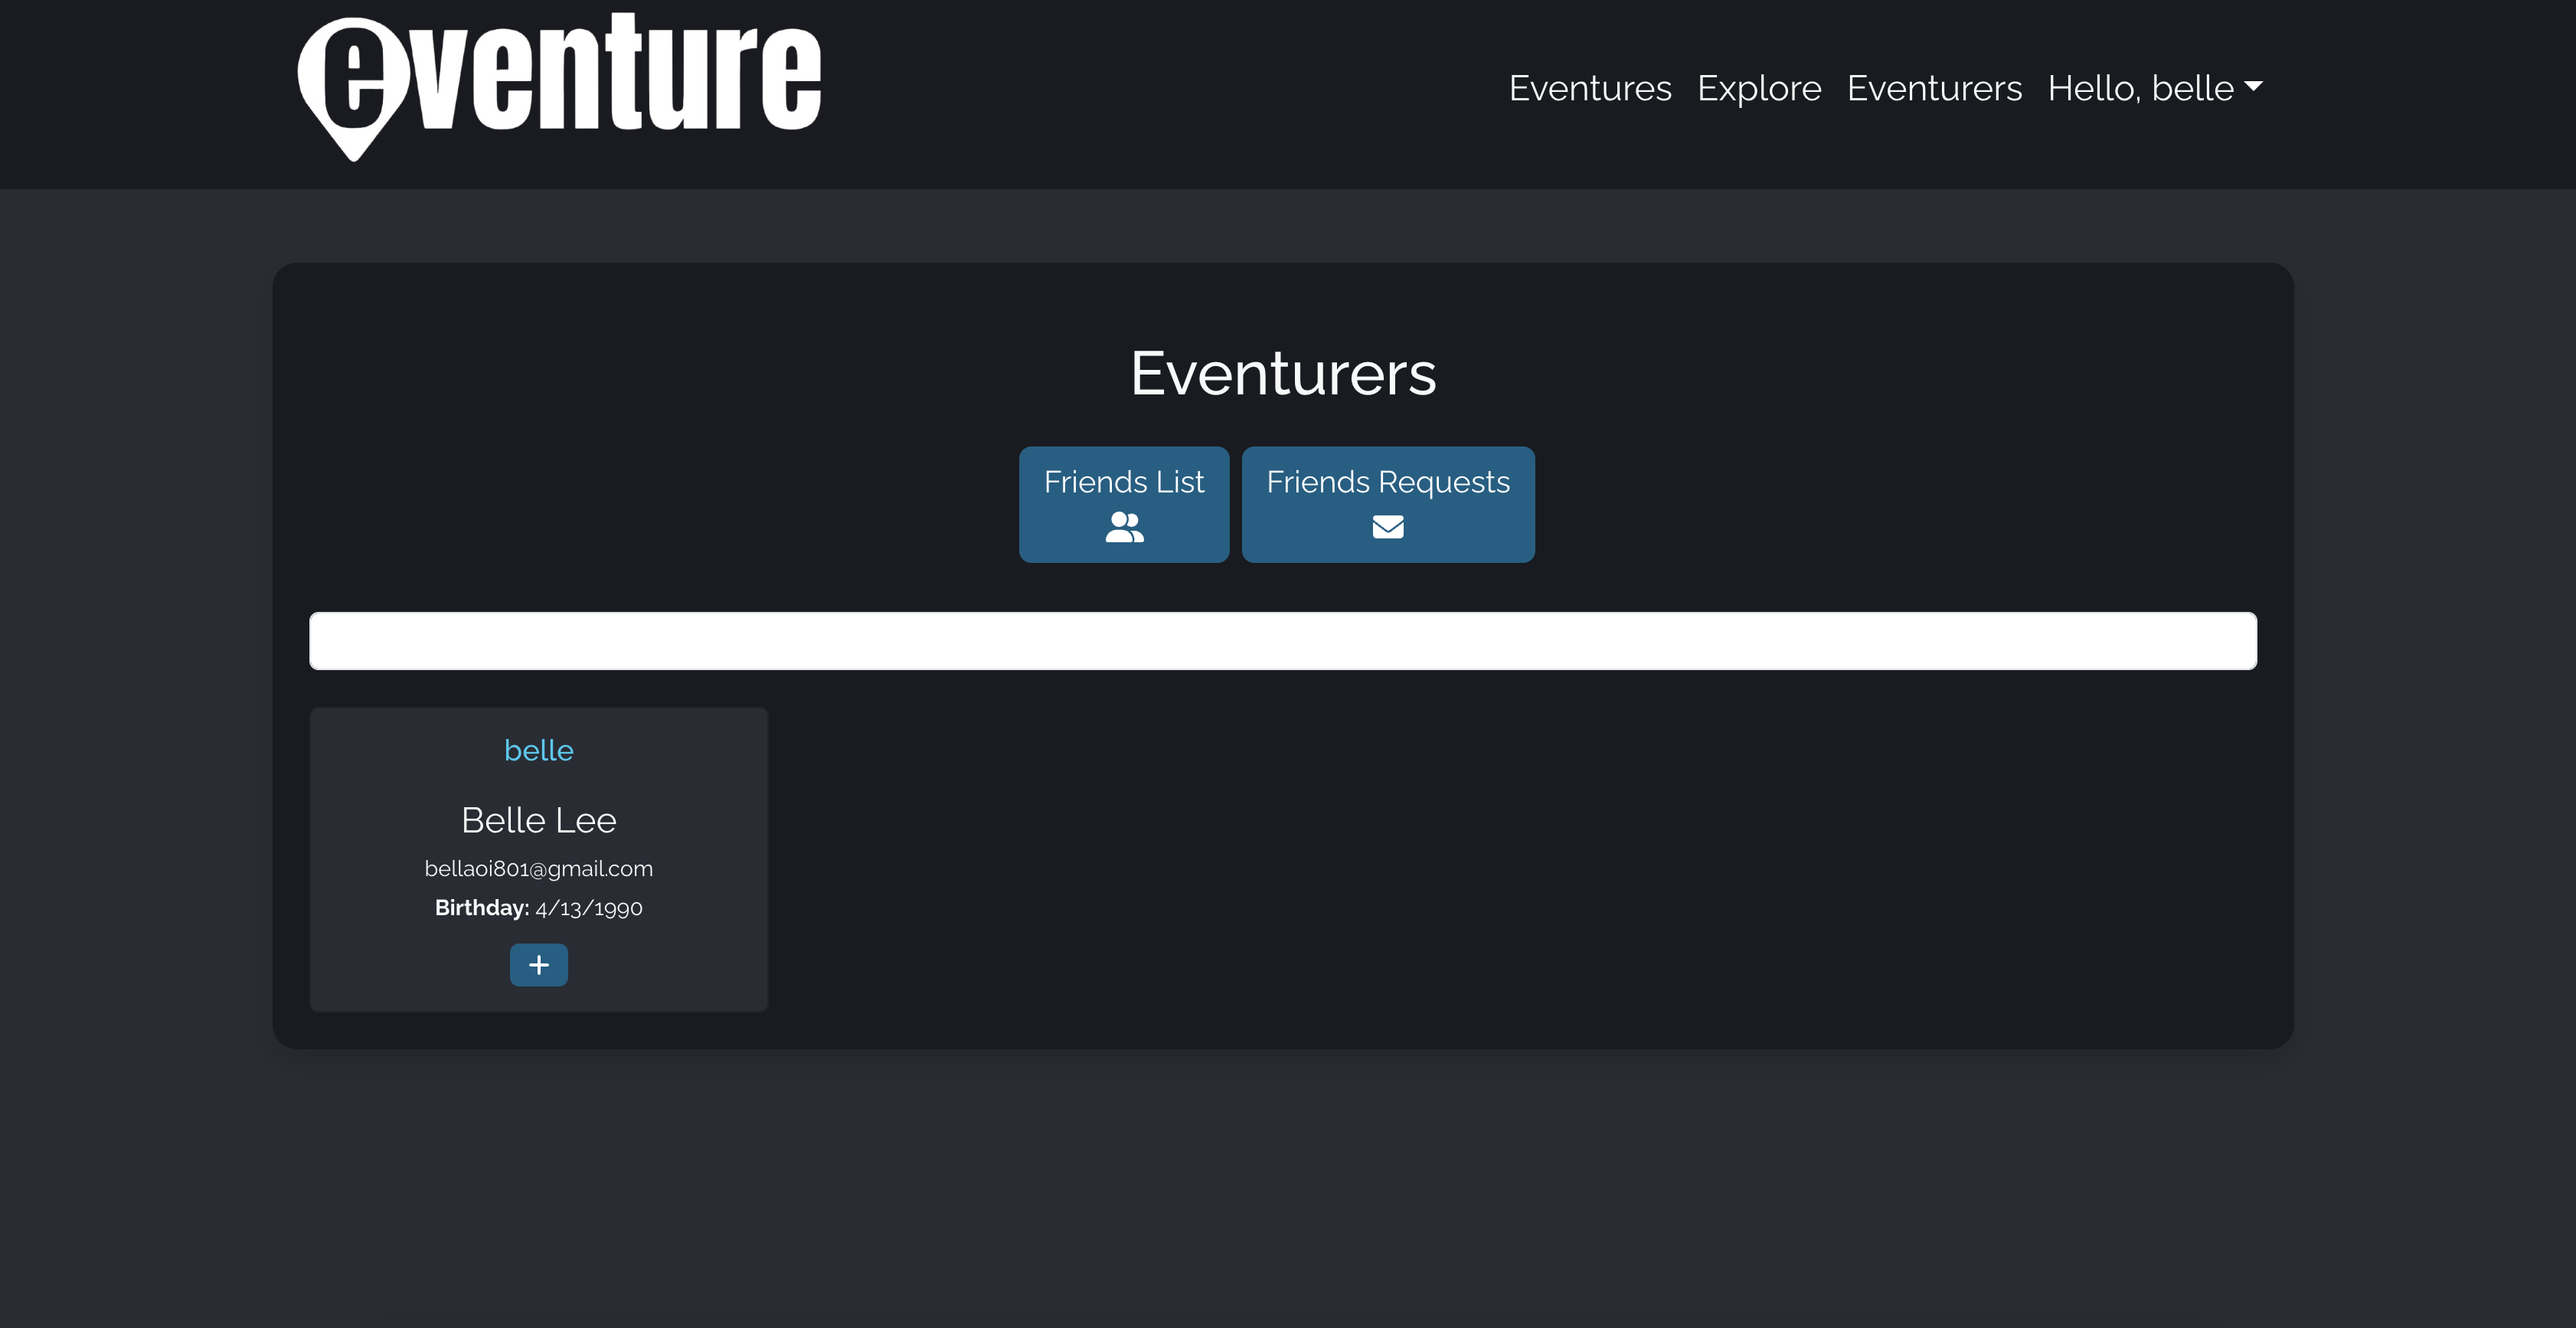 eventure
Eventures Explore Eventurers Hello, belle
Eventurers
Friends List
Friends Requests
belle
Belle Lee
bellaoi801@gmail.com
Birthday: 4/13/1990